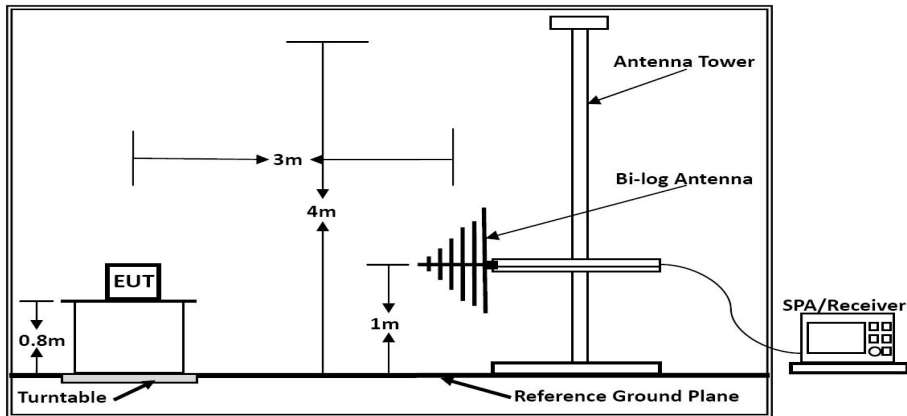 Antenna Tower
3m
Bi-log Antenna
4m
EUT
SPA/Receiver
0.8m
1m
Turntable
Reference Ground Plane